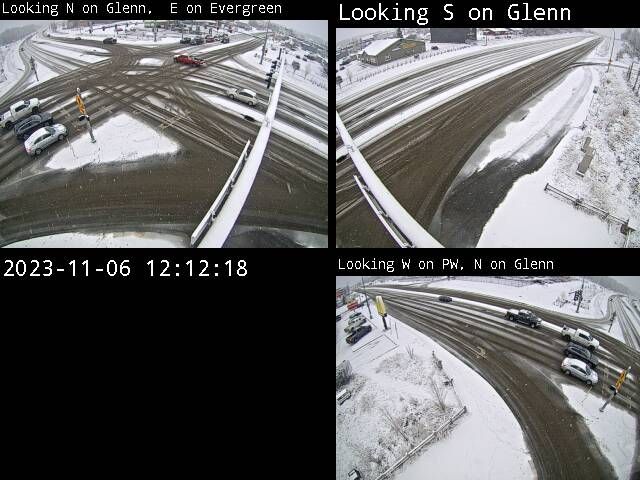 Looking N on Glenn,  E on Evergreen
Looking S on Glenn
2023-11-06 12:12:18
Looking W on PW, N on Glenn